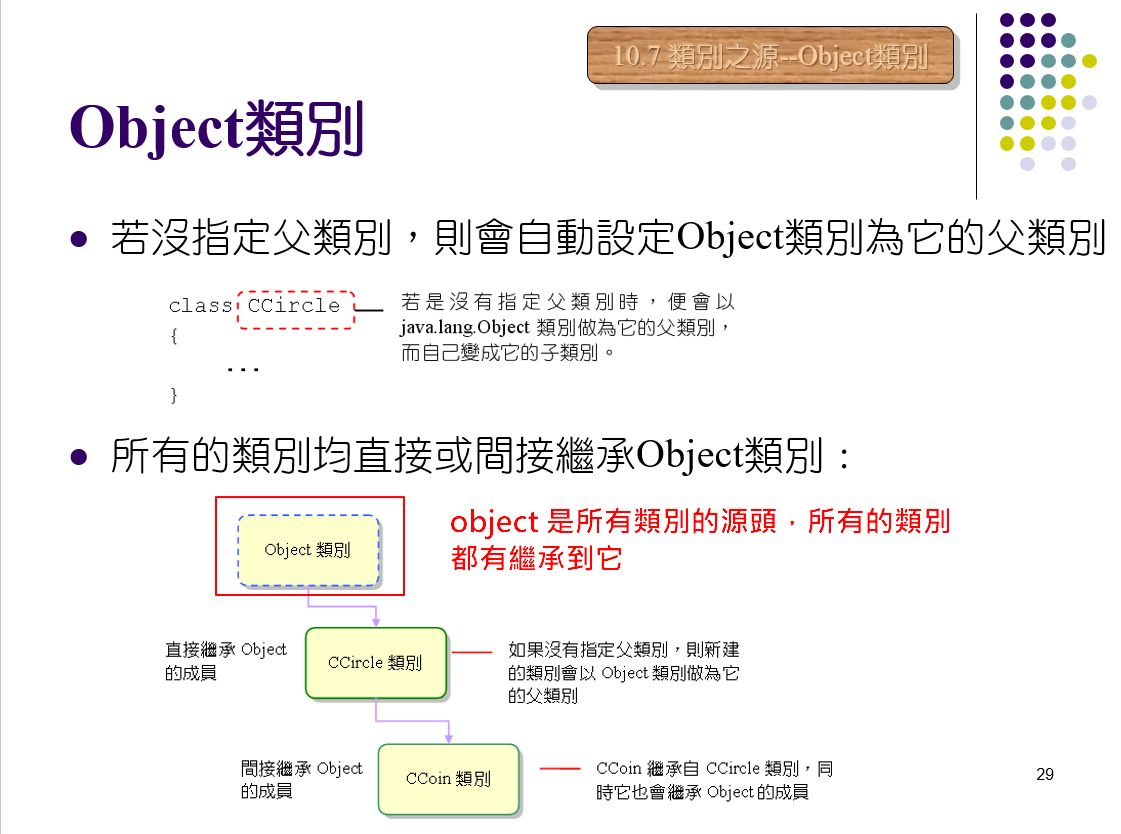 10.7 類別之源--Object類別
Object類別
若沒指定父類別，則會自動設定Object類別為它的父類別
class CCircle
{
...
}
若是沒有指定父類別時，便會以
java.lang.Object 類別做為它的父類別，
而自己變成它的子類別。
所有的類別均直接或間接繼承Object類別：
Object 類別
object 是所有類別的源頭，所有的類別
都有繼承到它
直接繼承 Object
的成員
CCircle 類別
如果沒有指定父類別，則新建
的類別會以 Object 類別做為它
的父類別
間接繼承 Object
的成員
CCoin 類別
CCoin 繼承自 CCircle 類別，同
時它也會繼承 Object 的成員
29